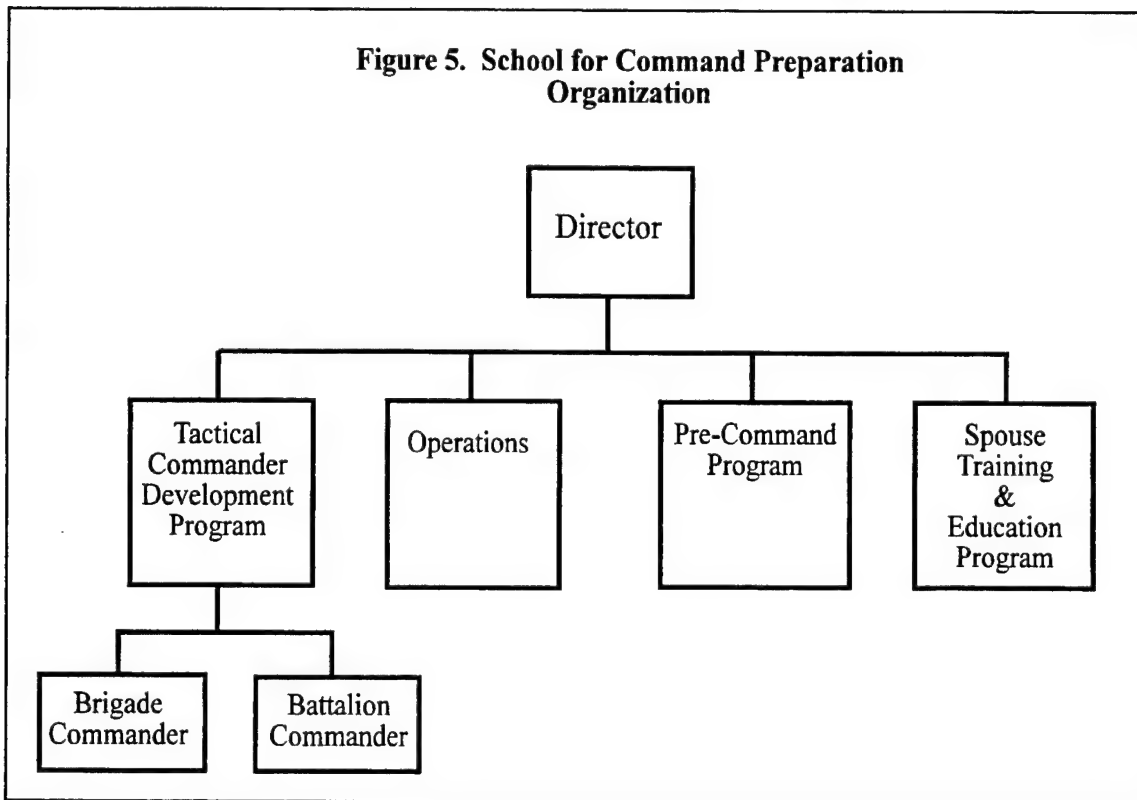 Figure 5. School for Command Preparation
Organization
Director
Tactical
Commander
Development
Program
Operations
Pre-Command
Program
Spouse
Training
&
Education
Program
Brigade
Commander
Battalion
Commander